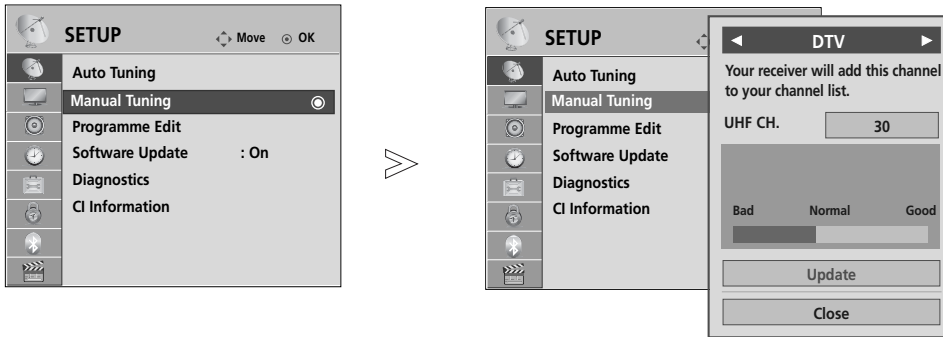 SETUP
Move OK
Auto Tuning
Manual Tuning
Programme Edit
Software Update : On
Diagnostics
CI Information
SETUP
Auto Tuning
Manual Tuning
Programme Edit
Software Update
Diagnostics
CI Information
DTV
Your receiver will add this channel
to your channel list.
UHF CH. 30
Bad Normal Good
Update
Close